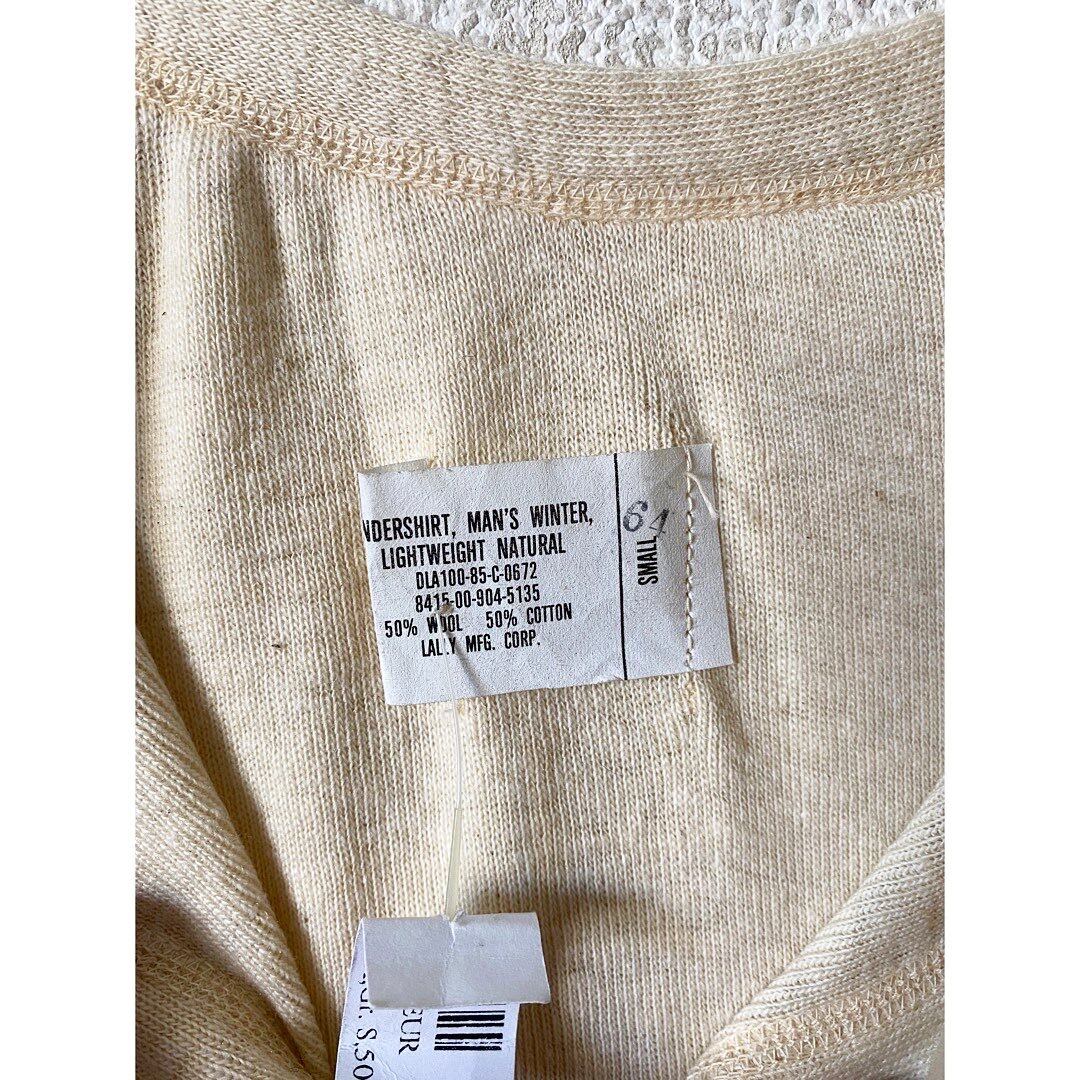 NDERSHIRT, MAN'S WINTER,
LIGHTWEIGHT NATURAL
DLA100-85-C-0672
8415-00-904-5135
50% WOOL 50% COTTON
MFG. CORP.
64
SMALL
EUR